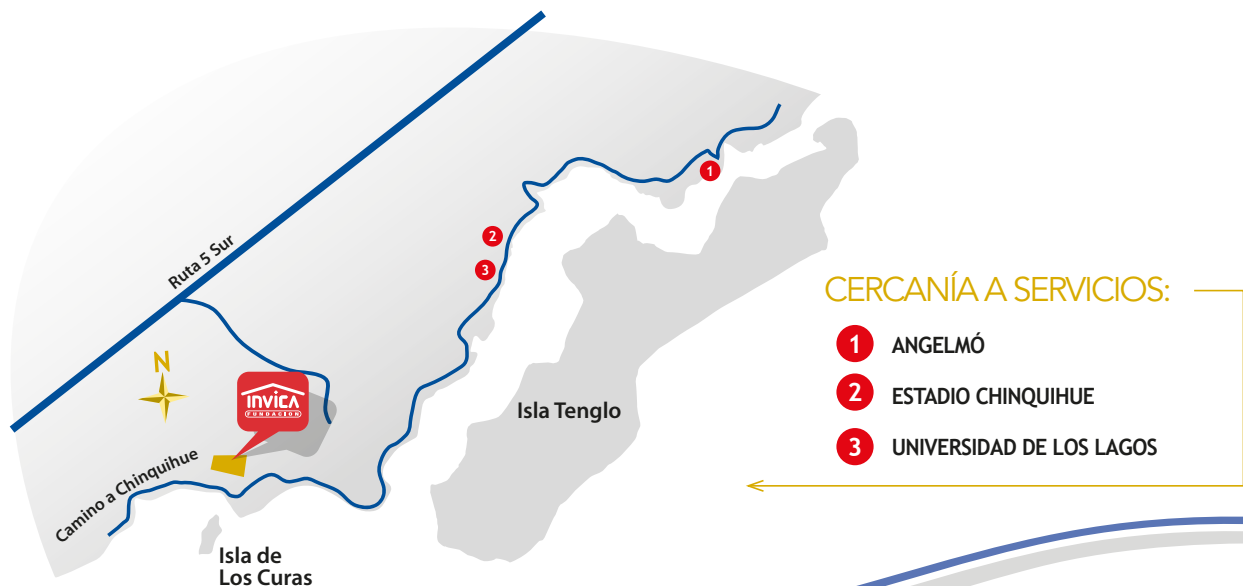 Ruta 5 Sur
N
INVICA
FUNDACION
Camino a Chinquihue
Isla de
Los Curas
Isla Tenglo
1
2
3
CERCANÍA A SERVICIOS:
1 ANGELMÓ
2 ESTADIO CHINQUIHUE
3 UNIVERSIDAD DE LOS LAGOS